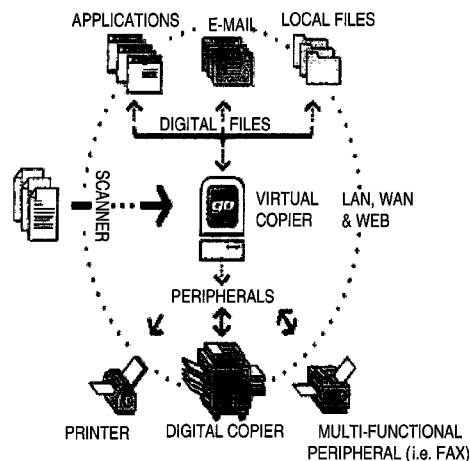 APPLICATIONS
E-MAIL
LOCAL FILES
DIGITAL FILES
SCANNER
go
VIRTUAL
COPIER
LAN, WAN
& WEB
PERIPHERALS
PRINTER
DIGITAL COPIER
MULTI-FUNCTIONAL
PERIPHERAL (i.e. FAX)